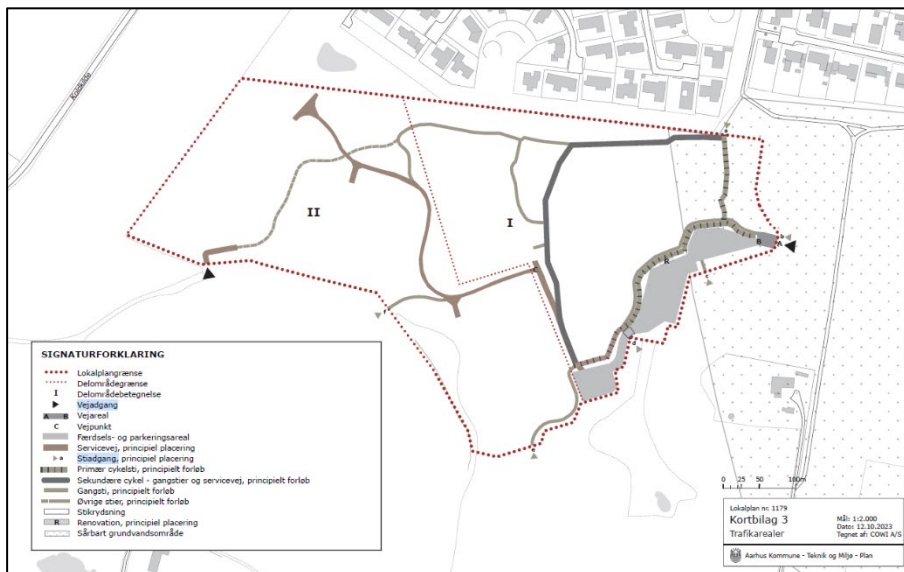 Koldkilde
II
I
C
R
B
A
SIGNATURFORKLARING
Lokalplangrænse
Delområdegrænse
I Delområdebetegnelse
Vejadgang
A B Vejareal
C Vejpunkt
Færdsels- og parkeringsareal
Servicevej, principiel placering
a Stiadgang, principiel placering
Primær cykelsti, principielt forløb
Sekundære cykel - gangstier og servicevej, principielt forløb
Gangsti, principielt forløb
Øvrige stier, principielt forløb
Stikrydsning
R Renovation, principiel placering
Sårbart grundvandsområde
0 50 100m
Lokalplan nr. 1179
Kortbilag 3
Trafikarealer
Mål: 1:2.000
Dato: 12.10.2023
Tegnet af: COWI A/S
Aarhus Kommune - Teknik og Miljø - Plan